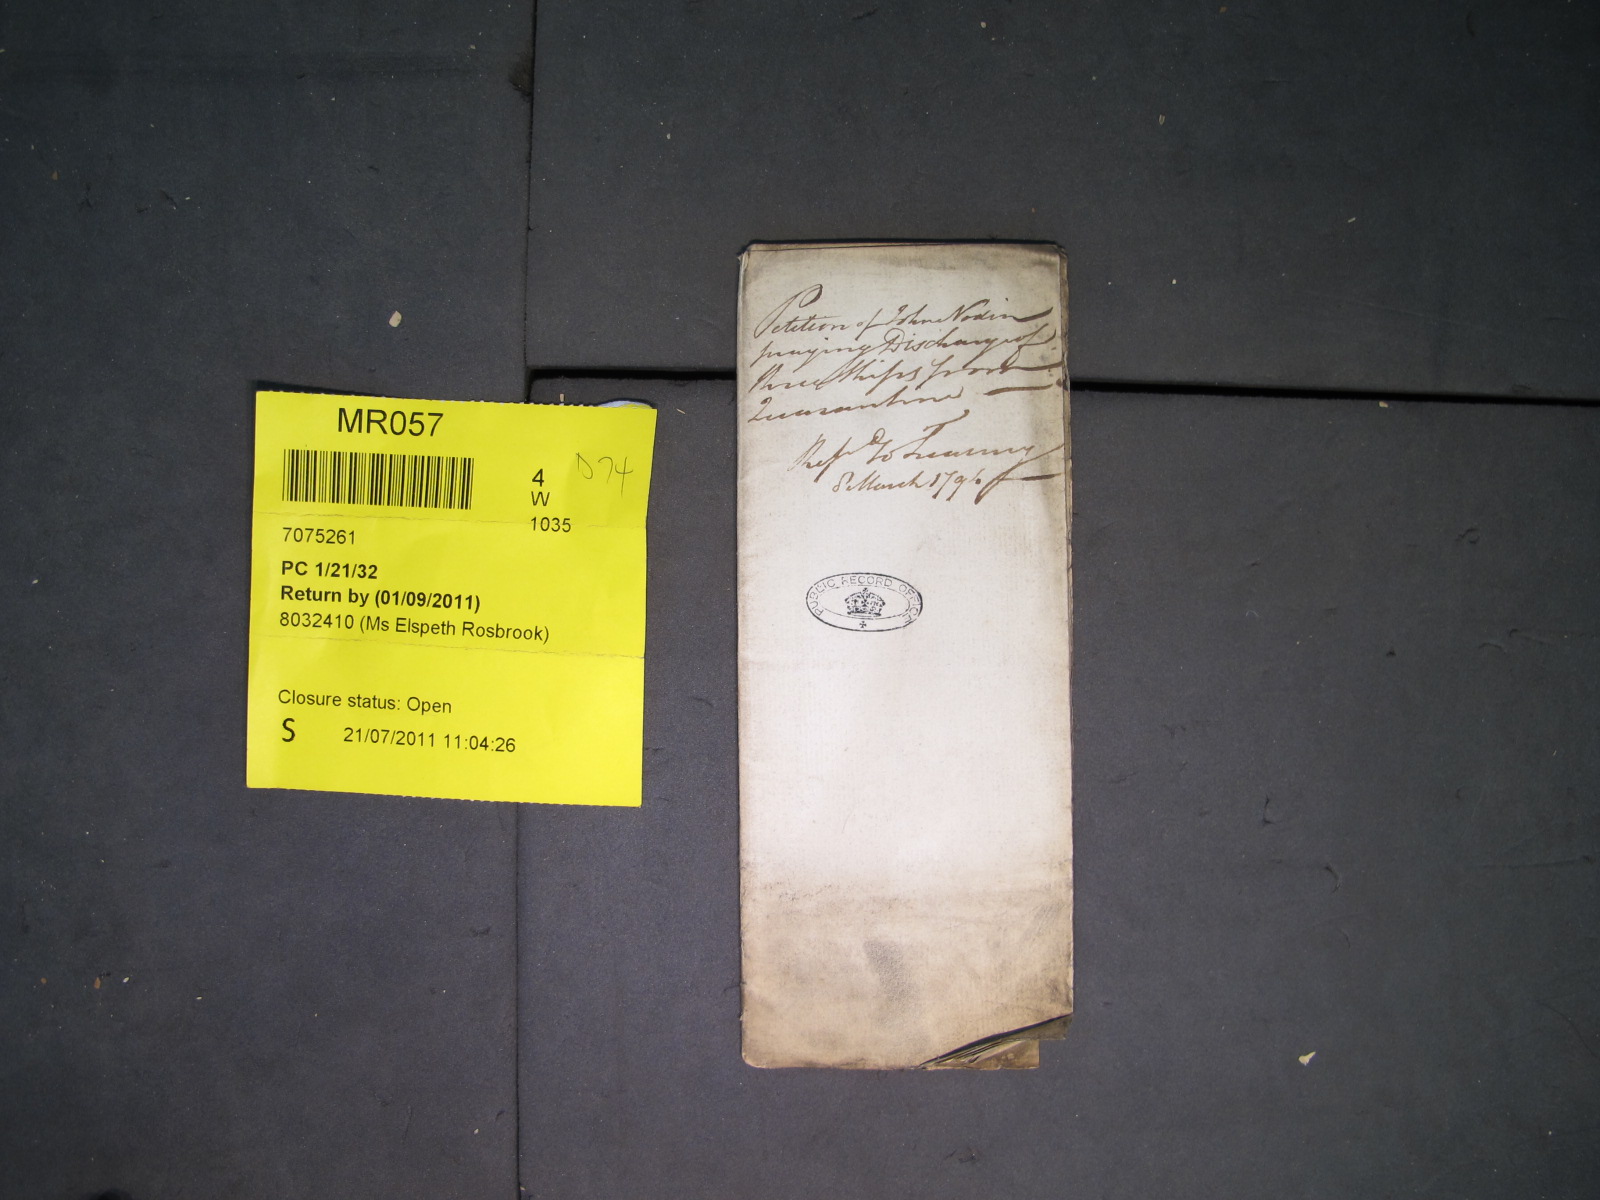 MR057
4
W
1035
D74
7075261
PC 1/21/32
Return by (01/09/2011)
8032410 (Ms Elspeth Rosbrook)
Closure status: Open
S 21/07/2011 11:04:26
Petition of John Nodin
praying Discharge of
three Ships from
Quarantine
Refd. To Treasury
8 March 1796
PUBLIC RECORD OFFICE